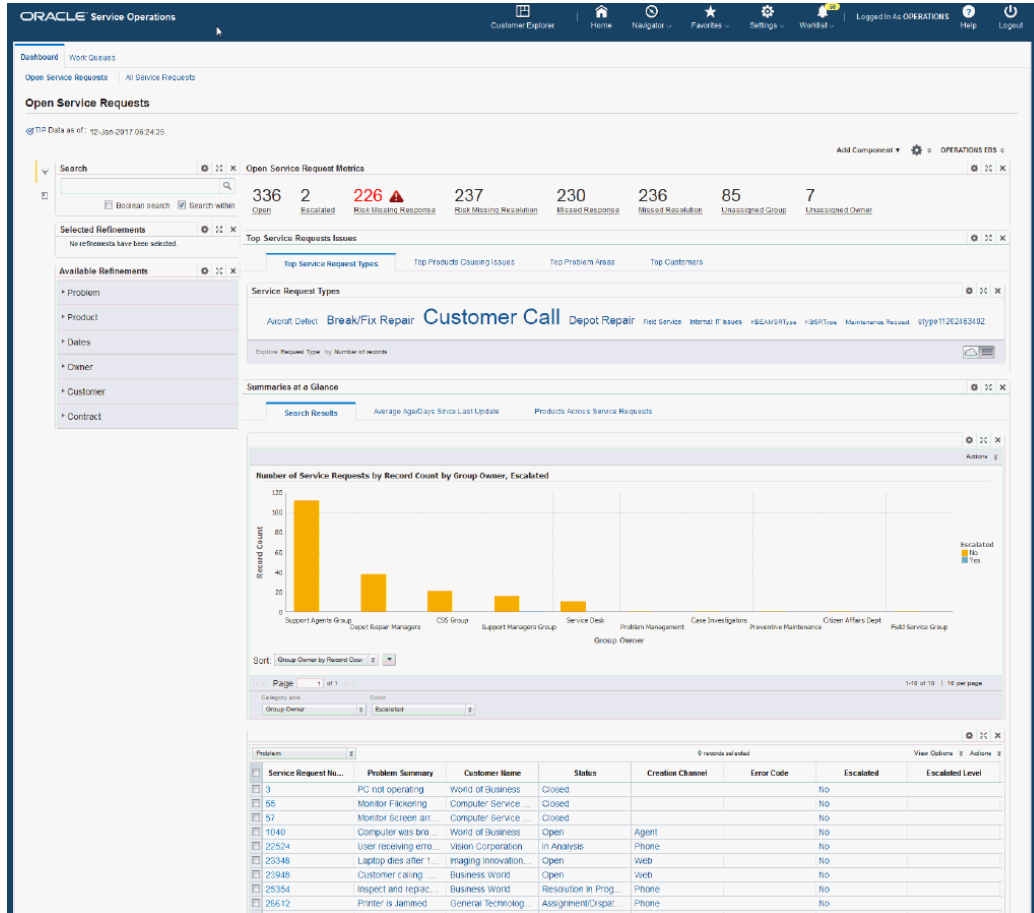 ORACLE® Service Operations
Customer Explorer
Home
Navigator
Favorites
Settings
50
Worklist
Logged In As OPERATIONS
Help
Logout
Dashboard Work Queues
Open Service Requests All Service Requests
Open Service Requests
TIP Data as of : 12-Jan-2017 06:24:25
Add Component OPERATIONS EBS
Search
Boolean search Search within
Selected Refinements
No refinements have been selected.
Available Refinements
Problem
Product
Dates
Owner
Customer
Contract
Open Service Request Metrics
336 2 226 237 230 236 85 7
Open Escalated Risk Missing Response Risk Missing Resolution Missed Response Missed Resolution Unassigned Group Unassigned Owner
Top Service Requests Issues
Top Service Request Types Top Products Causing Issues Top Problem Areas Top Customers
Service Request Types
Aircraft Defect Break/Fix Repair Customer Call Depot Repair Field Service Internal IT Issues KBEAMSRType KBSRType Maintenance Request stype11202463402
Explore Request Type by Number of records
Summaries at a Glance
Search Results Average Age/Days Since Last Update Products Across Service Requests
Actions
Number of Service Requests by Record Count by Group Owner, Escalated
120
100
80
60
40
20
0
Record Count
Escalated
No
Yes
Support Agents Group Depot Repair Managers CSS Group Support Managers Group Service Desk Problem Management Case Investigators Preventive Maintenance Citizen Affairs Dept Field Service Group
Group Owner
Sort: Group Owner by Record Cour
Page 1 of 1 1-10 of 10 | 10 per page
Category axis Color
Group Owner Escalated
Problem 0 records selected View Options Actions
Service Request Nu... Problem Summary Customer Name Status Creation Channel Error Code Escalated Escalated Level
3 PC not operating World of Business Closed No
55 Monitor Flickering Computer Service ... Closed No
57 Monitor Screen arr... Computer Service ... Closed No
1040 Computer was bro... World of Business Open Agent No
22524 User receiving erro... Vision Corporation In Analysis Phone No
23348 Laptop dies after 1... Imaging Innovation... Open Web No
23948 Customer calling. ... Business World Open Web No
25354 Inspect and replac... Business World Resolution In Prog... Phone No
26612 Printer is Jammed General Technolog... Assignment/Dispat... Phone No